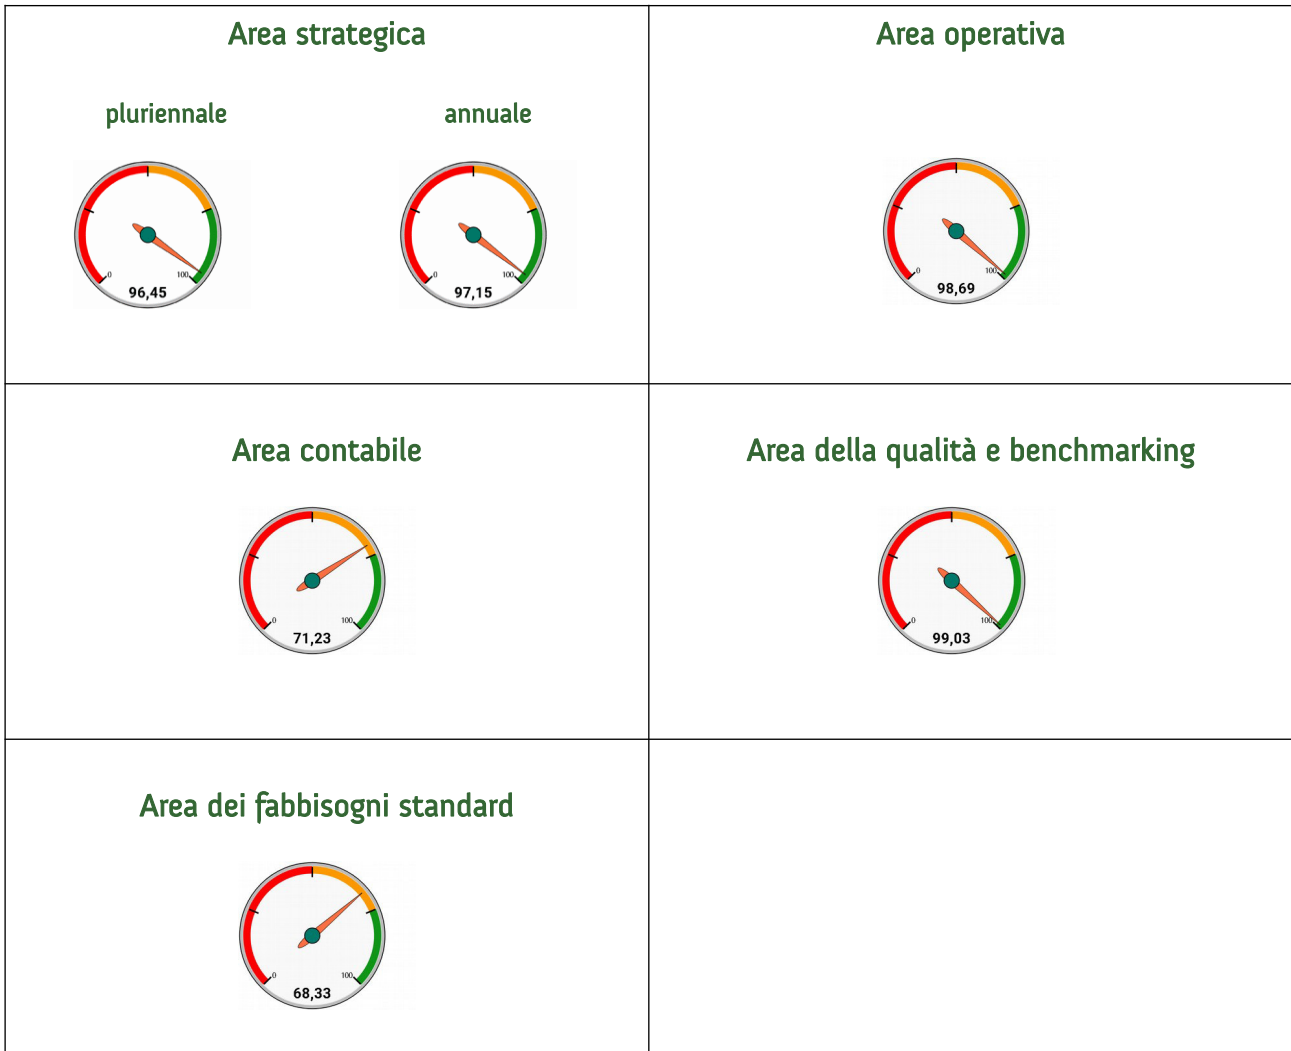 Area strategica
pluriennale
annuale
0 100
96,45
0 100
97,15
Area operativa
0 100
98,69
Area contabile
0 100
71,23
Area della qualità e benchmarking
0 100
99,03
Area dei fabbisogni standard
0 100
68,33